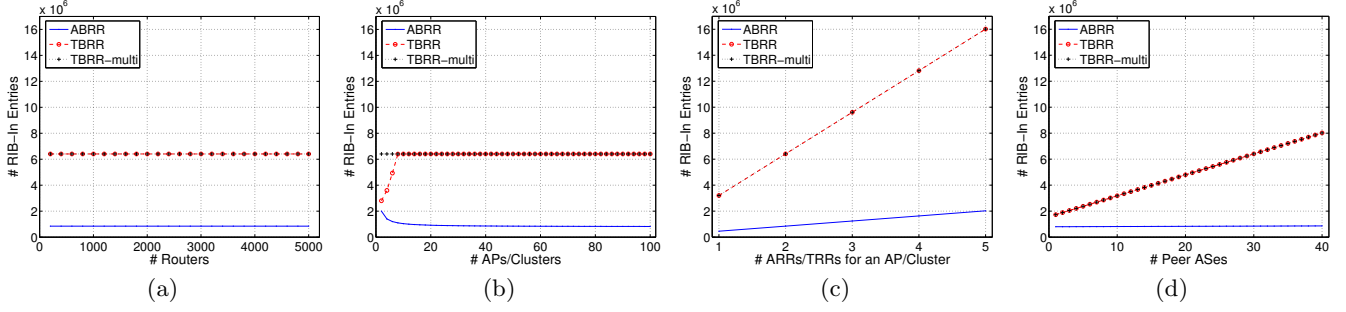 x 10^6
# RIB-In Entries
16
14
12
10
8
6
4
2
0
ABRR
TBRR
TBRR-multi
0 1000 2000 3000 4000 5000
# Routers
(a)
x 10^6
# RIB-In Entries
16
14
12
10
8
6
4
2
0
ABRR
TBRR
TBRR-multi
0 20 40 60 80 100
# APs/Clusters
(b)
x 10^6
# RIB-In Entries
16
14
12
10
8
6
4
2
0
ABRR
TBRR
TBRR-multi
1 2 3 4 5
# ARRs/TRRs for an AP/Cluster
(c)
x 10^6
# RIB-In Entries
16
14
12
10
8
6
4
2
0
ABRR
TBRR
TBRR-multi
0 10 20 30 40
# Peer ASes
(d)